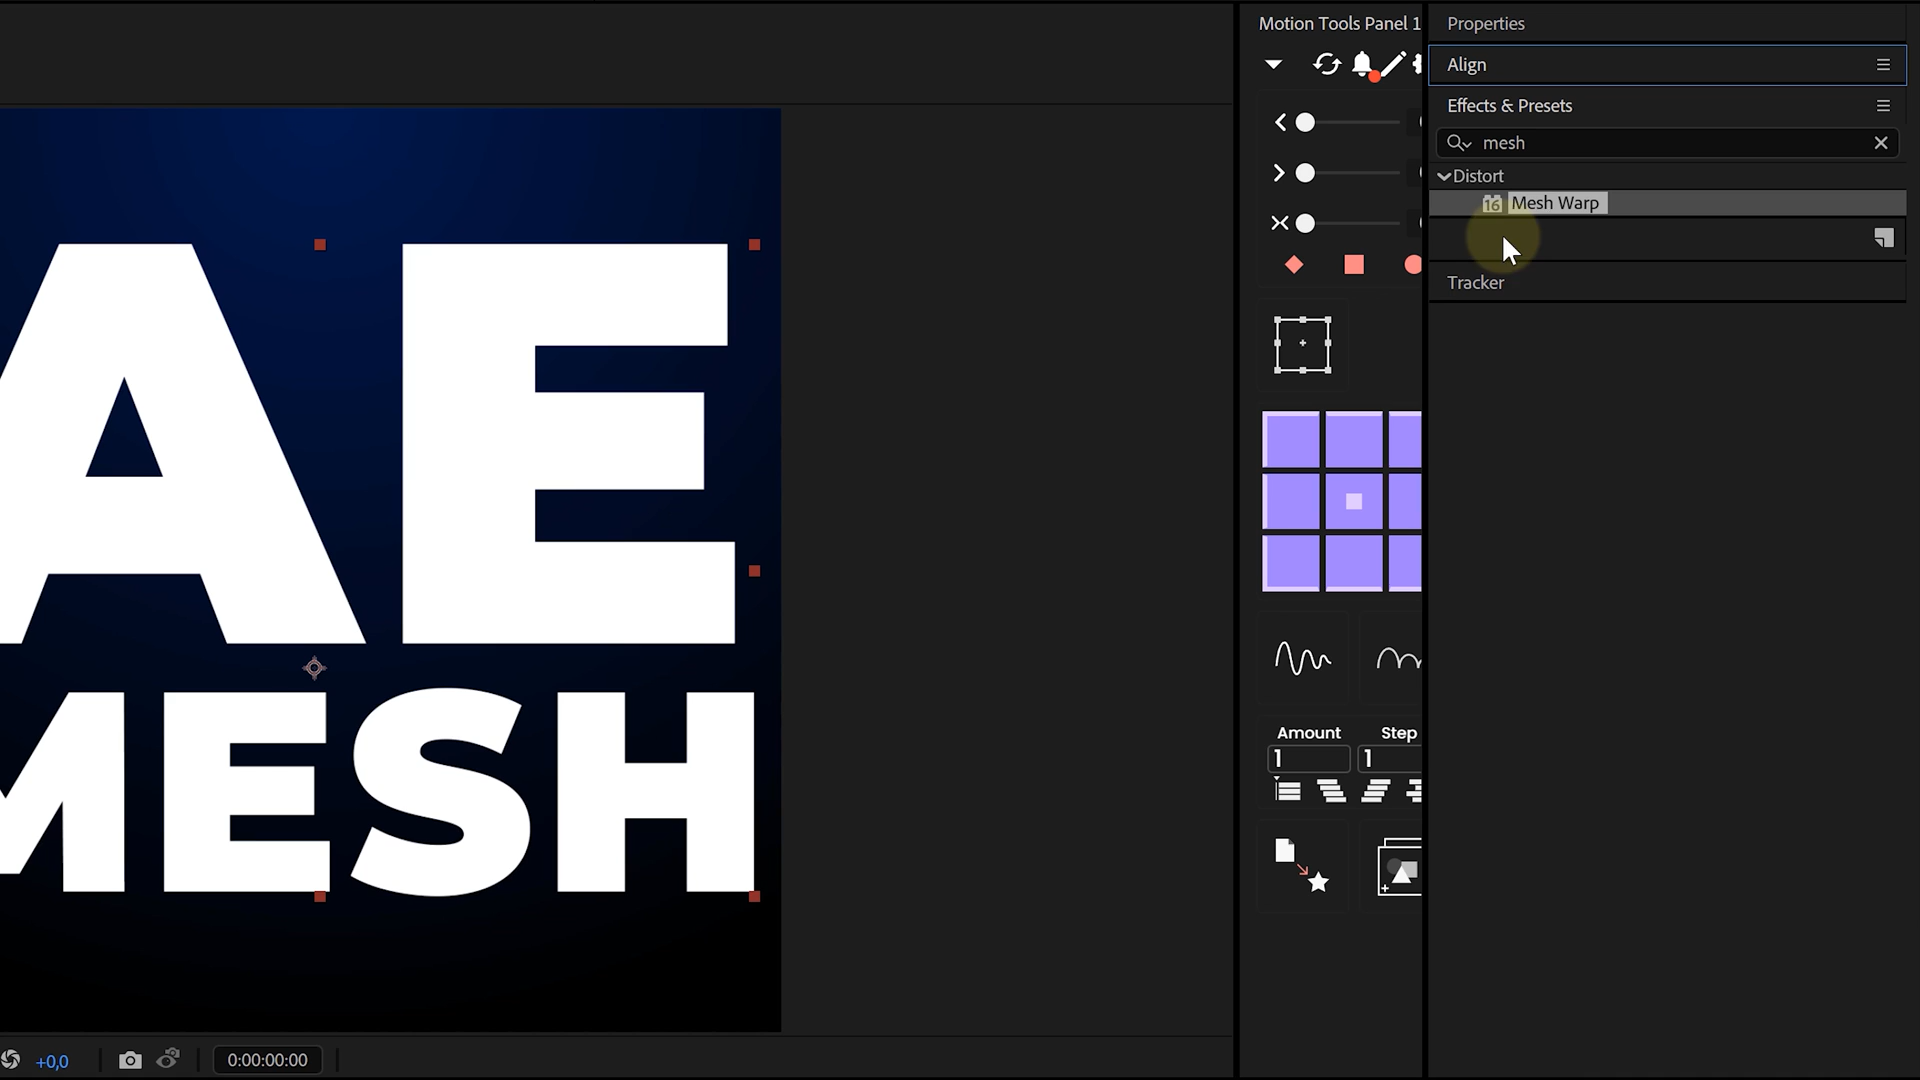 Motion Tools Panel 1
Properties
Align
Effects & Presets
mesh
Distort
16 Mesh Warp
Tracker
AE
MESH
Amount
Step
1
1
+0,0
0:00:00:00